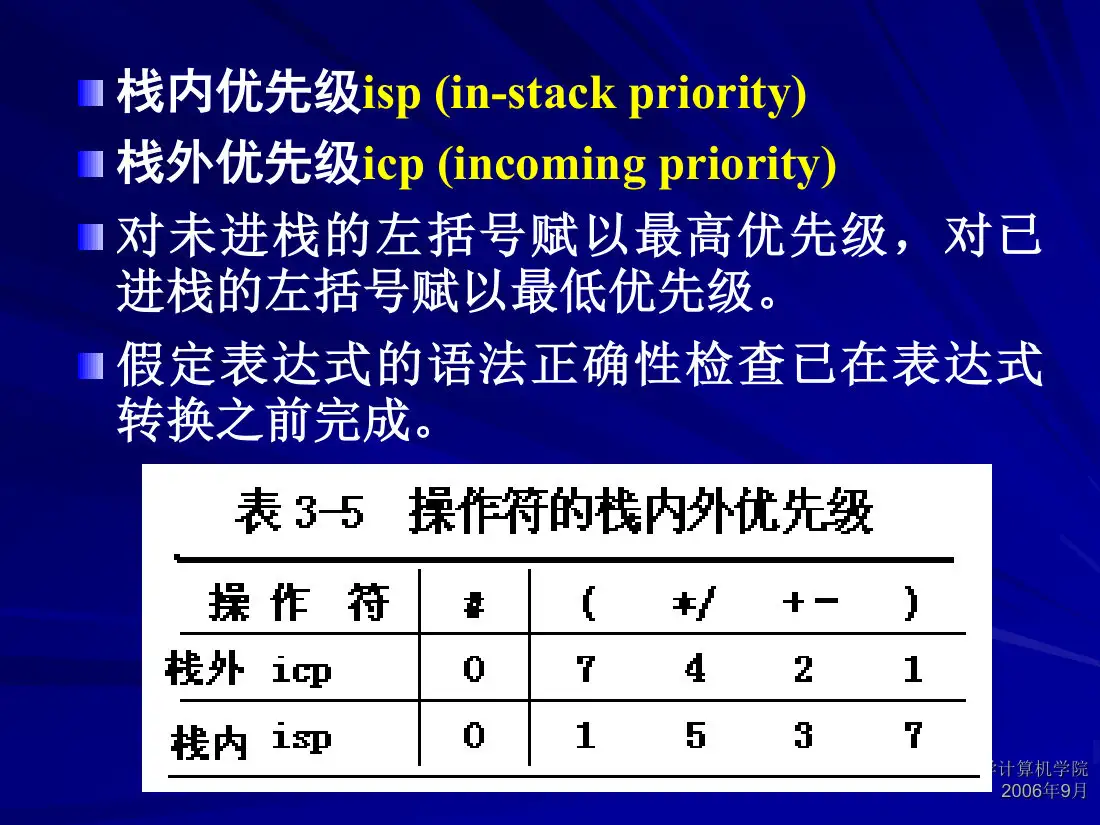 栈内优先级isp (in-stack priority)
栈外优先级icp (incoming priority)
对未进栈的左括号赋以最高优先级，对已
进栈的左括号赋以最低优先级。
假定表达式的语法正确性检查已在表达式
转换之前完成。
表 3-5 操作符的栈内外优先级
操 作 符 # ( */ +- )
栈外 icp 0 7 4 2 1
栈内 isp 0 1 5 3 7
计算机学院
2006年9月